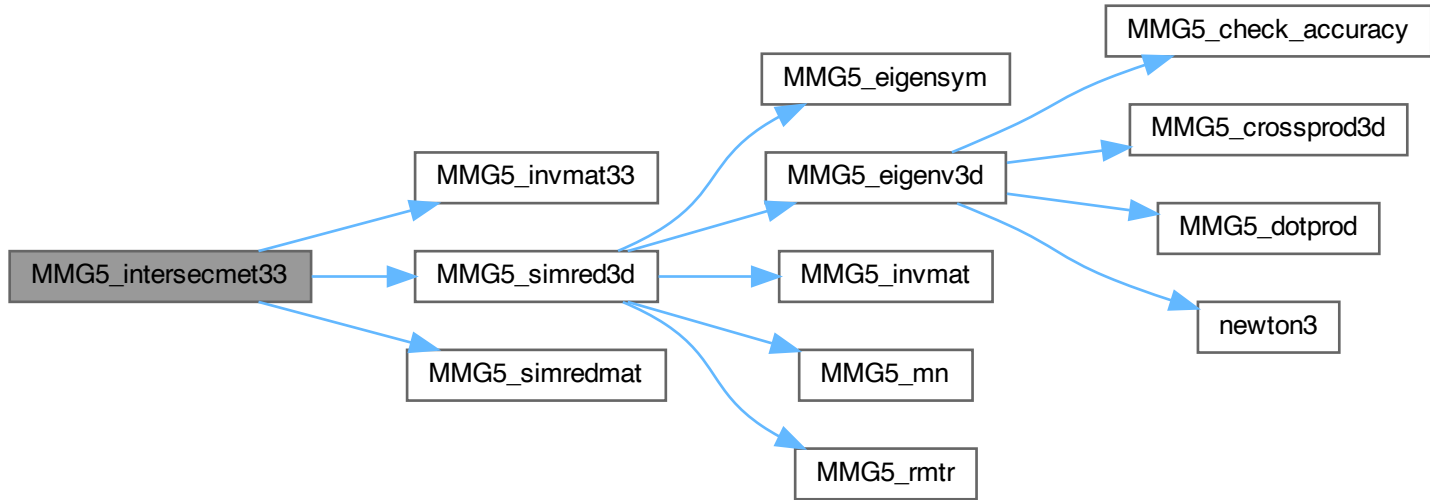 MMG5_intersecmet33
MMG5_invmat33
MMG5_simred3d
MMG5_simredmat
MMG5_eigensym
MMG5_eigenv3d
MMG5_invmat
MMG5_mn
MMG5_rmtr
MMG5_check_accuracy
MMG5_crossprod3d
MMG5_dotprod
newton3